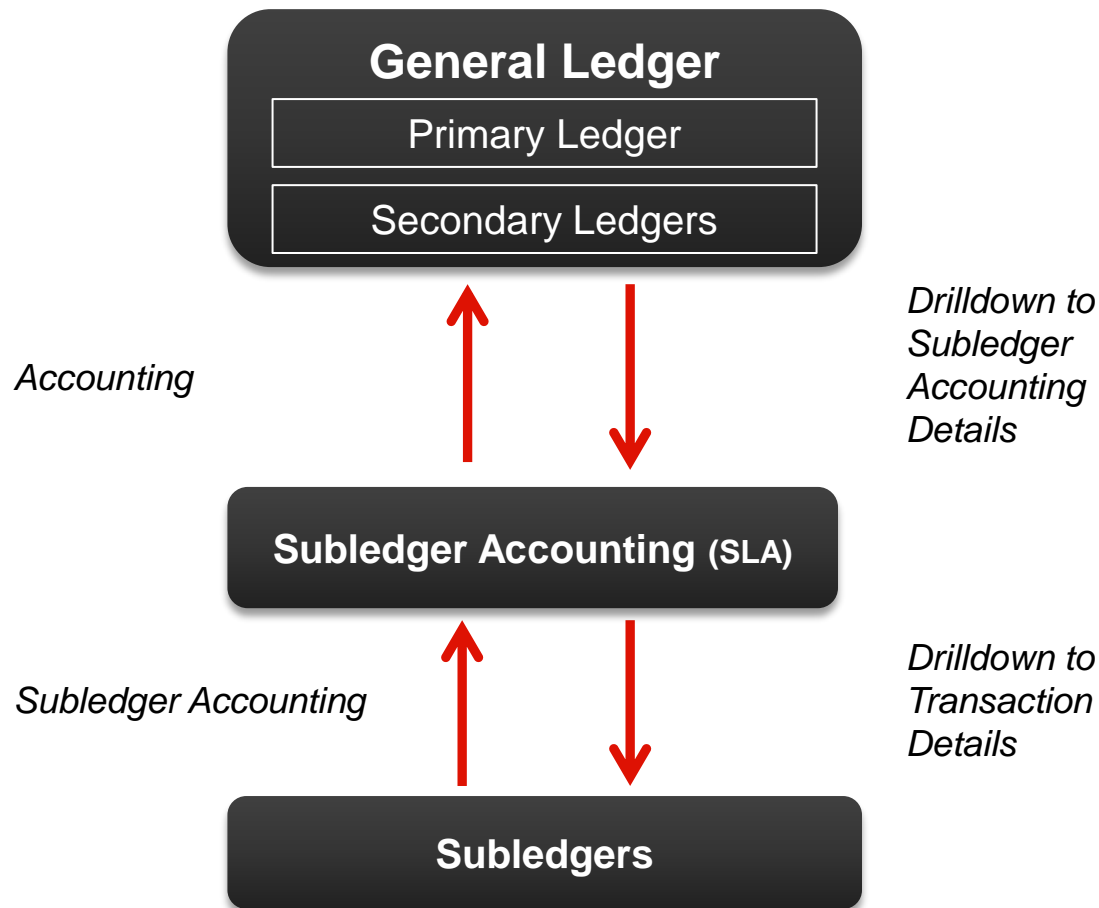 General Ledger
Primary Ledger
Secondary Ledgers
Accounting
Drilldown to
Subledger
Accounting
Details
Subledger Accounting (SLA)
Subledger Accounting
Drilldown to
Transaction
Details
Subledgers